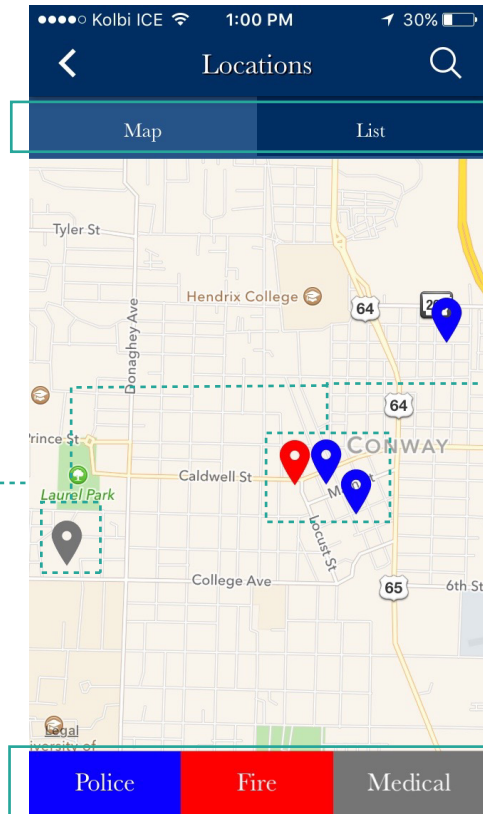 Kolbi ICE 1:00 PM 30%
Locations
Map List
Tyler St
Hendrix College
64
Donaghey Ave
64
Prince St
CONWAY
Caldwell St
Laurel Park
Locust St
College Ave
65 6th St
Legal
Police Fire Medical